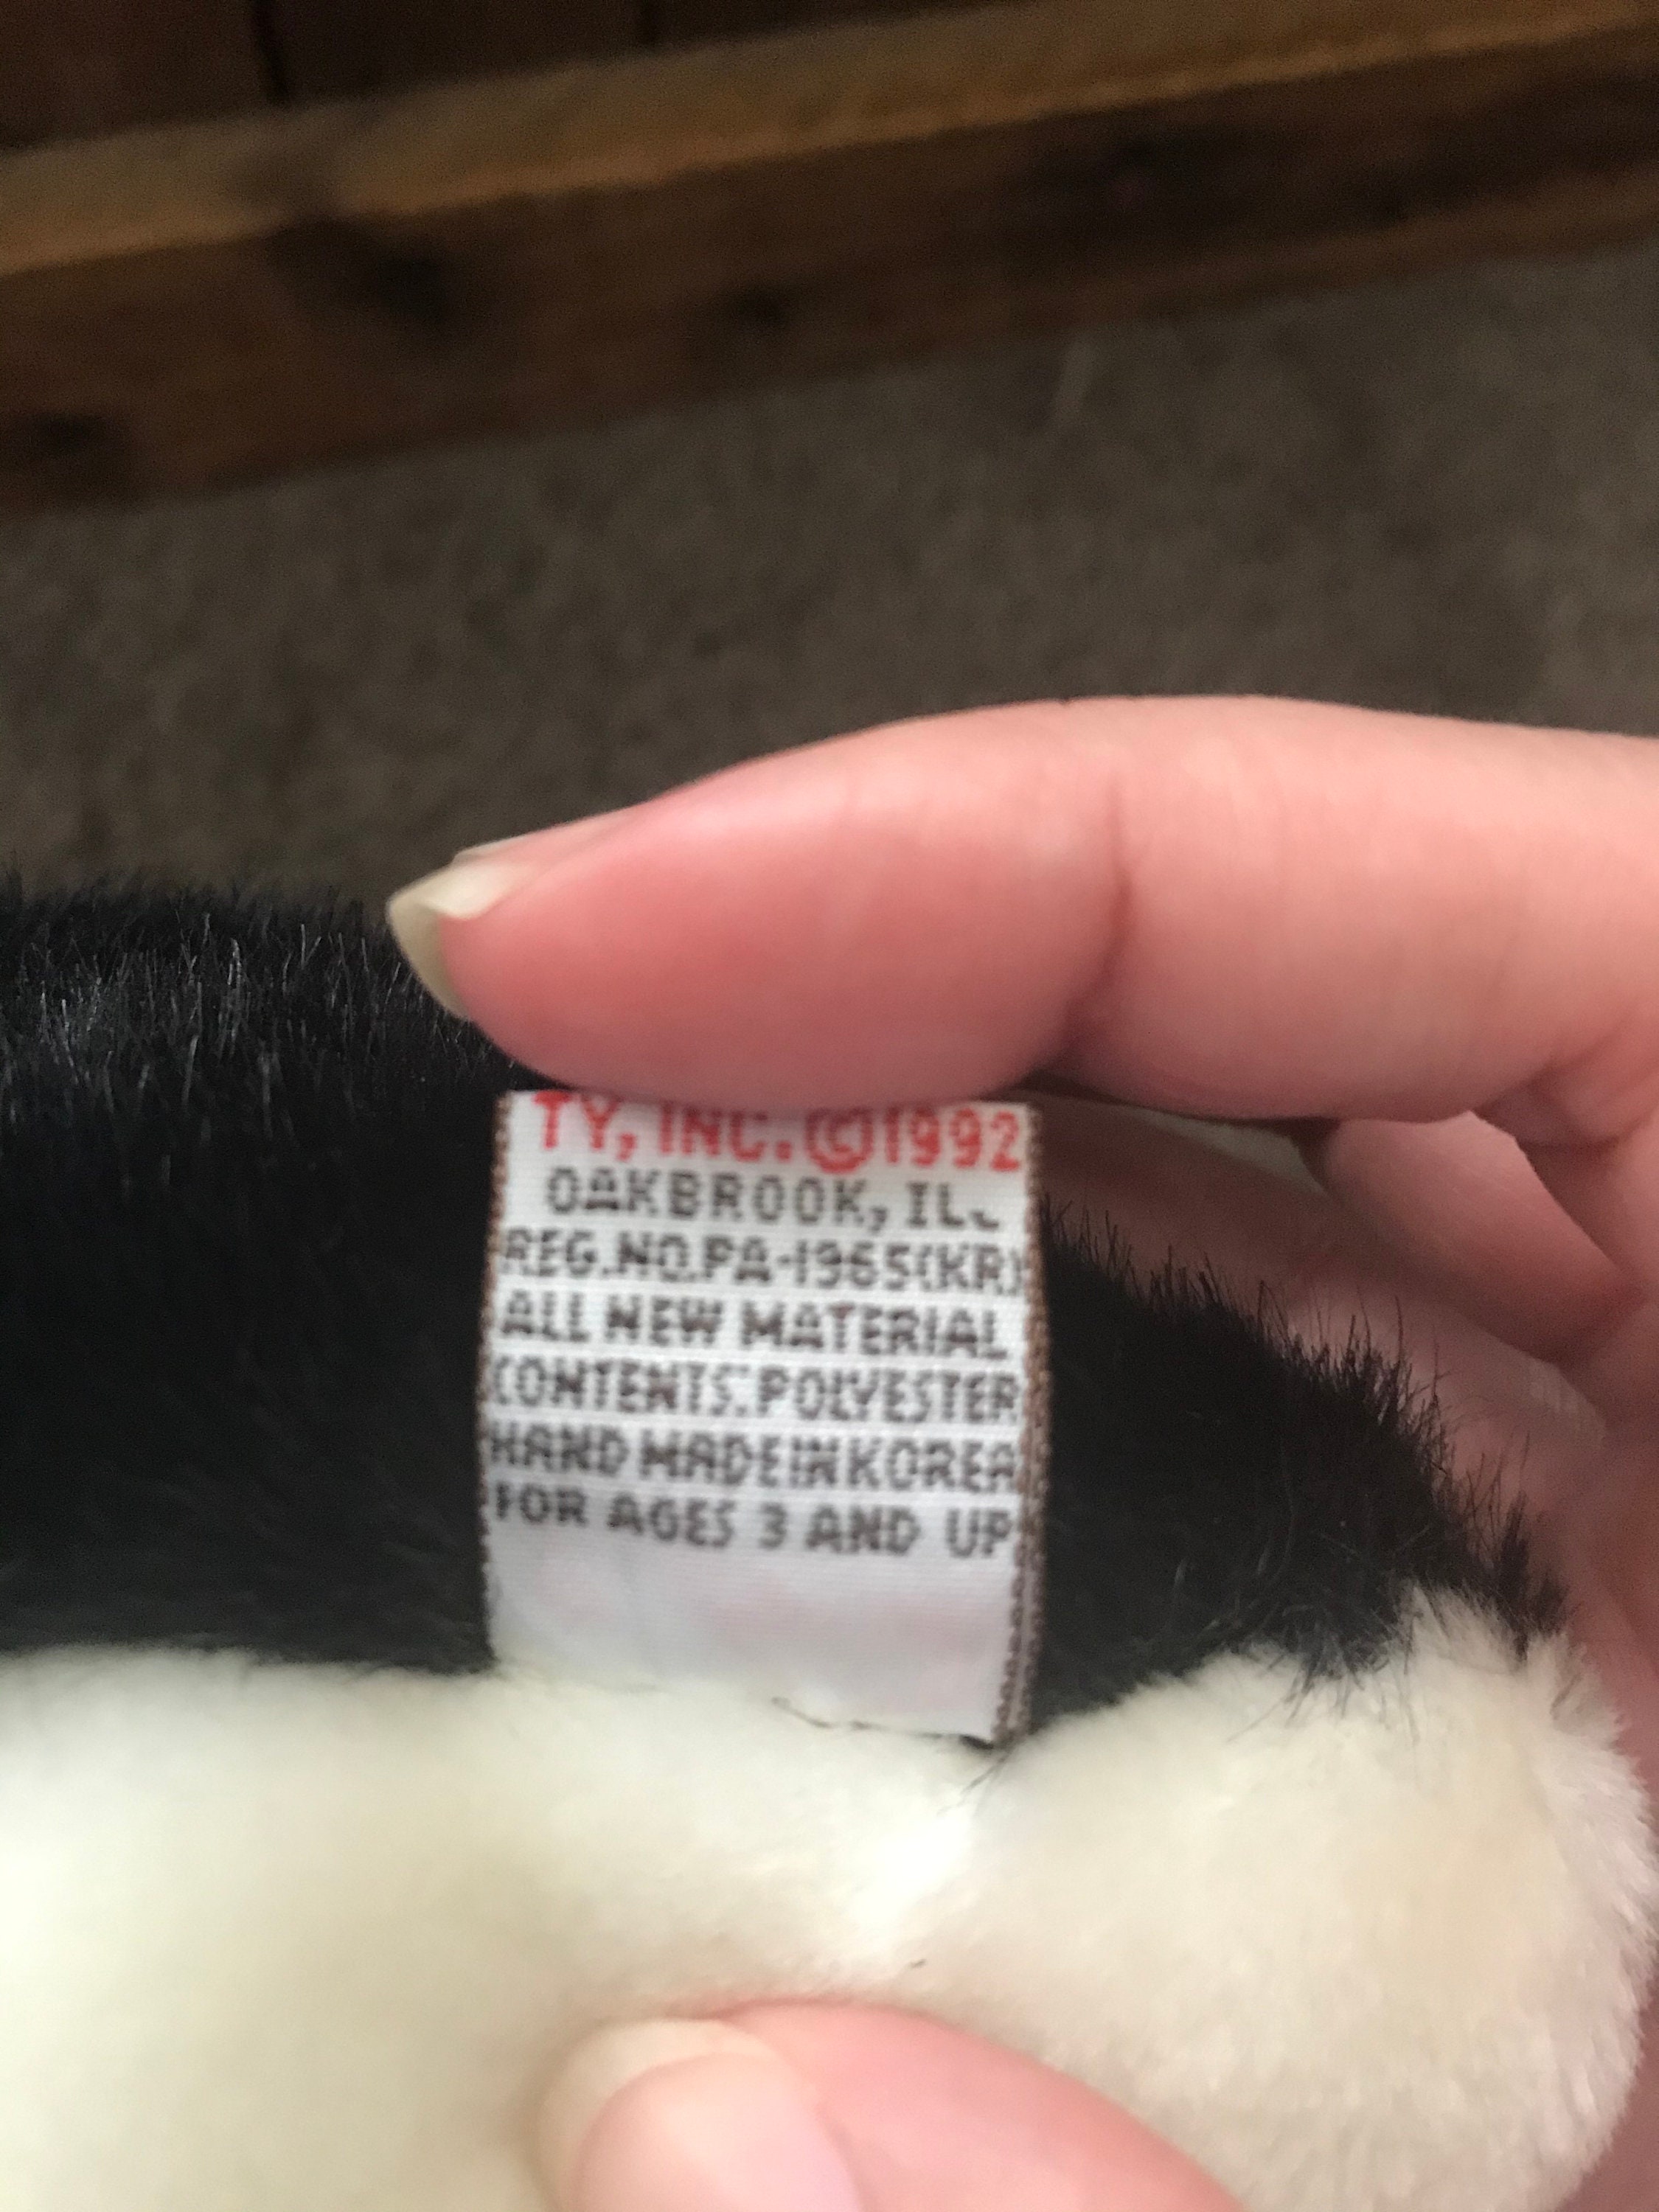 TY, INC. ©1992
OAKBROOK, IL.
REG.NO.PA-1965(KR)
ALL NEW MATERIAL
CONTENTS:POLYESTER
HAND MADE IN KOREA
FOR AGES 3 AND UP